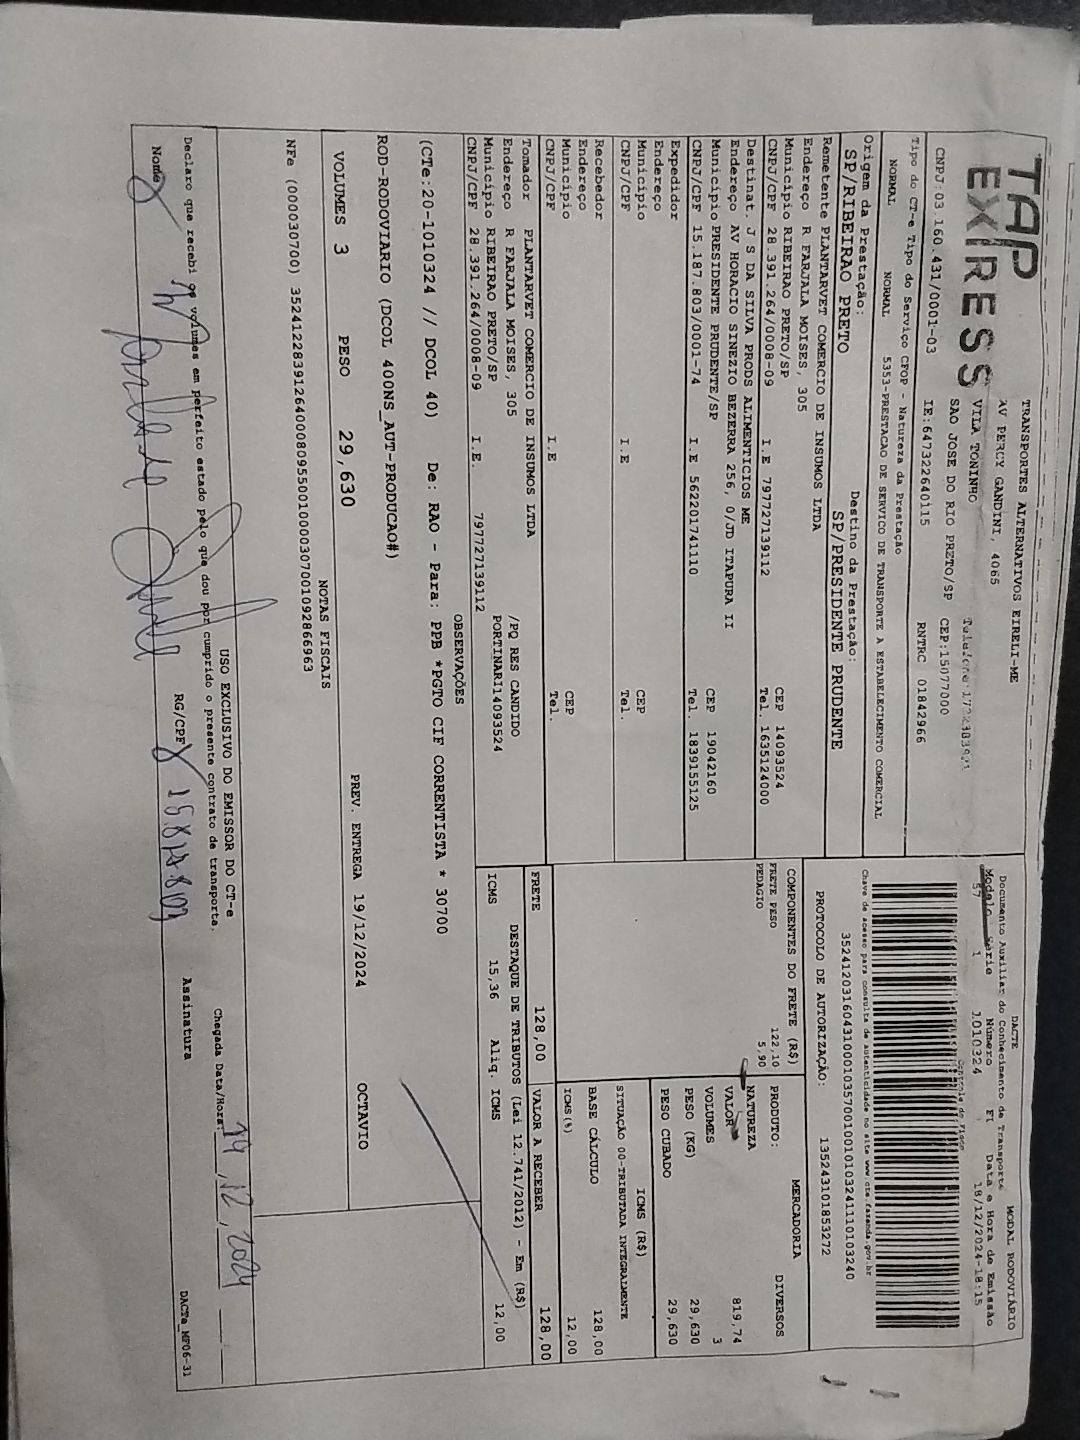 TAP
EXPRESS
TRANSPORTES ALTERNATIVOS EIRELI-ME
AV PERCY GANDINI, 4065
VILA TONINHO
SAO JOSE DO RIO PRETO/SP CEP:15077000
CNPJ:03.160.431/0001-03 IE:647322640115 RNTRC 01842966
Tipo do CT-e Tipo do Serviço CFOP - Natureza da Prestação
NORMAL NORMAL 5353-PRESTACAO DE SERVICO DE TRANSPORTE A ESTABELECIMENTO COMERCIAL
Origem da Prestação: Destino da Prestação:
SP/RIBEIRAO PRETO SP/PRESIDENTE PRUDENTE
Remetente PLANTARVET COMERCIO DE INSUMOS LTDA
Endereço R FARJALA MOISES, 305
Município RIBEIRAO PRETO/SP CEP 14093524
CNPJ/CPF 28.391.264/0008-09 I.E 797727139112 Tel. 1635124000
Destinat. J S DA SILVA PRODS ALIMENTICIOS ME
Endereço AV HORACIO SINEZIO BEZERRA 256, 0/JD ITAPURA II
Município PRESIDENTE PRUDENTE/SP CEP 19042160
CNPJ/CPF 15.187.803/0001-74 I.E 562201741110 Tel. 1839155125
Expedidor
Endereço
Município CEP
CNPJ/CPF I.E Tel.
Recebedor
Endereço
Município CEP
CNPJ/CPF I.E Tel.
Tomador PLANTARVET COMERCIO DE INSUMOS LTDA
Endereço R FARJALA MOISES, 305 /PQ RES CANDIDO
Município RIBEIRAO PRETO/SP PORTINARI14093524
CNPJ/CPF 28.391.264/0008-09 I.E. 797727139112
DACTE MODAL RODOVIÁRIO
Documento Auxiliar do Conhecimento de Transporte
Modelo Série Número Fl Data e Hora de Emissão
57 1 1010324 18/12/2024-18:15
Controle do Fisco
Chave de acesso para consulta de autenticidade no site www.cte.fazenda.gov.br
35241203160431000103570010010103241110103240
PROTOCOLO DE AUTORIZAÇÃO: 135243101853272
COMPONENTES DO FRETE (R$)
FRETE PESO 122,10
PEDAGIO 5,90
PRODUTO: MERCADORIA DIVERSOS
NATUREZA
VALOR 819,74
VOLUMES 3
PESO (KG) 29,630
PESO CUBADO 29,630
ICMS (R$)
SITUAÇÃO 00-TRIBUTADA INTEGRALMENTE
BASE CÁLCULO 128,00
ICMS(%) 12,00
FRETE 128,00 VALOR A RECEBER 128,00
DESTAQUE DE TRIBUTOS (Lei 12.741/2012) - Em (R$)
ICMS 15,36 Aliq. ICMS 12,00
OBSERVAÇÕES
(CTe:20-1010324 // DCOL 40) De: RAO - Para: PPB *PGTO CIF CORRENTISTA * 30700
ROD-RODOVIARIO (DCOL 400NS_AUT-PRODUCAO#)
VOLUMES 3 PESO 29,630 PREV. ENTREGA 19/12/2024 OCTAVIO
NOTAS FISCAIS
NFe (000030700) 35241228391264000809550010000307001092866963
USO EXCLUSIVO DO EMISSOR DO CT-e
Declaro que recebi os volumes em perfeito estado pelo que dou por cumprido o presente contrato de transporte.
Chegada Data/Hora: 19, 12, 2024
Nome RG/CPF Assinatura
DACTe_MF06-31